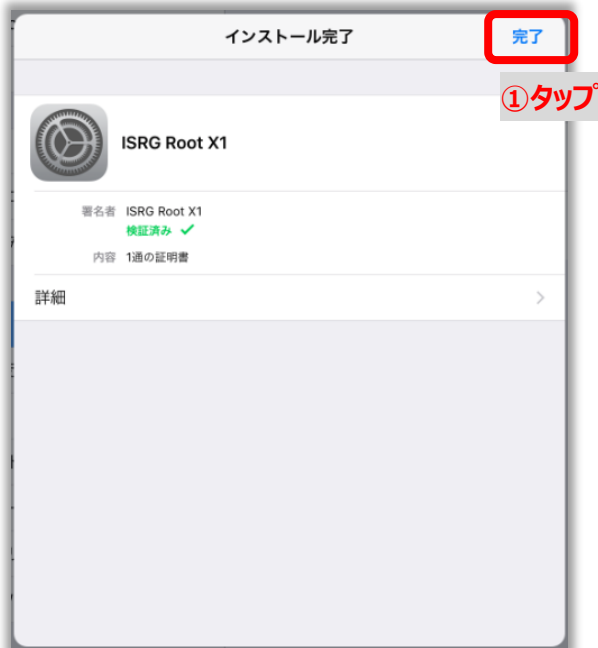 インストール完了
完了
①タップ
ISRG Root X1
署名者 ISRG Root X1
検証済み ✓
内容 1通の証明書
詳細